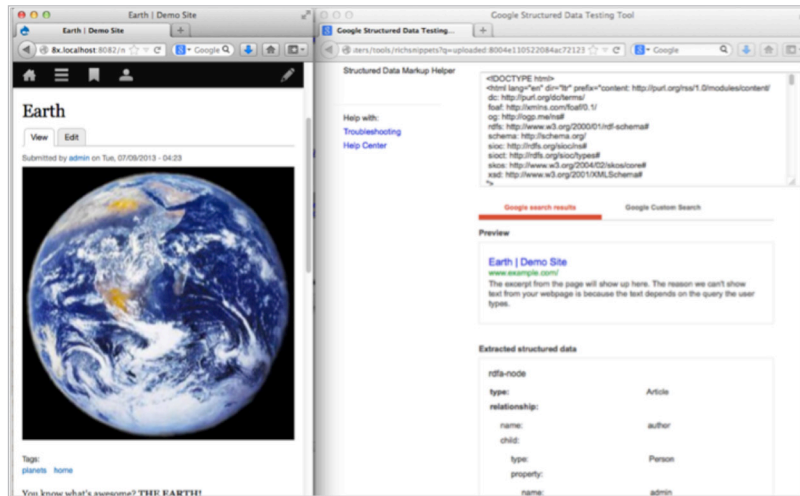 Earth | Demo Site
Earth | Demo Site
8x.localhost:8082/n
Google
Earth
View Edit
Submitted by admin on Tue, 07/09/2013 - 04:23
Tags:
planets home
You know what's awesome? THE EARTH!
Google Structured Data Testing Tool
Google Structured Data Testing...
iters/tools/richsnippets?q=uploaded:8004e110522084ac72123
Google
Structured Data Markup Helper
Help with:
Troubleshooting
Help Center
<!DOCTYPE html>
<html lang="en" dir="ltr" prefix="content: http://purl.org/rss/1.0/modules/content/
dc: http://purl.org/dc/terms/
foaf: http://xmlns.com/foaf/0.1/
og: http://ogp.me/ns#
rdfs: http://www.w3.org/2000/01/rdf-schema#
schema: http://schema.org/
sioc: http://rdfs.org/sioc/ns#
sioct: http://rdfs.org/sioc/types#
skos: http://www.w3.org/2004/02/skos/core#
xsd: http://www.w3.org/2001/XMLSchema#
">
Google search results Google Custom Search
Preview
Earth | Demo Site
www.example.com/
The excerpt from the page will show up here. The reason we can't show
text from your webpage is because the text depends on the query the user
types.
Extracted structured data
rdfa-node
type: Article
relationship:
name: author
child:
type: Person
property:
name: admin